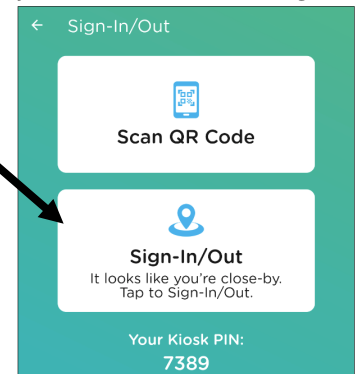 Sign-In/Out
Scan QR Code
Sign-In/Out
It looks like you're close-by.
Tap to Sign-In/Out.
Your Kiosk PIN:
7389